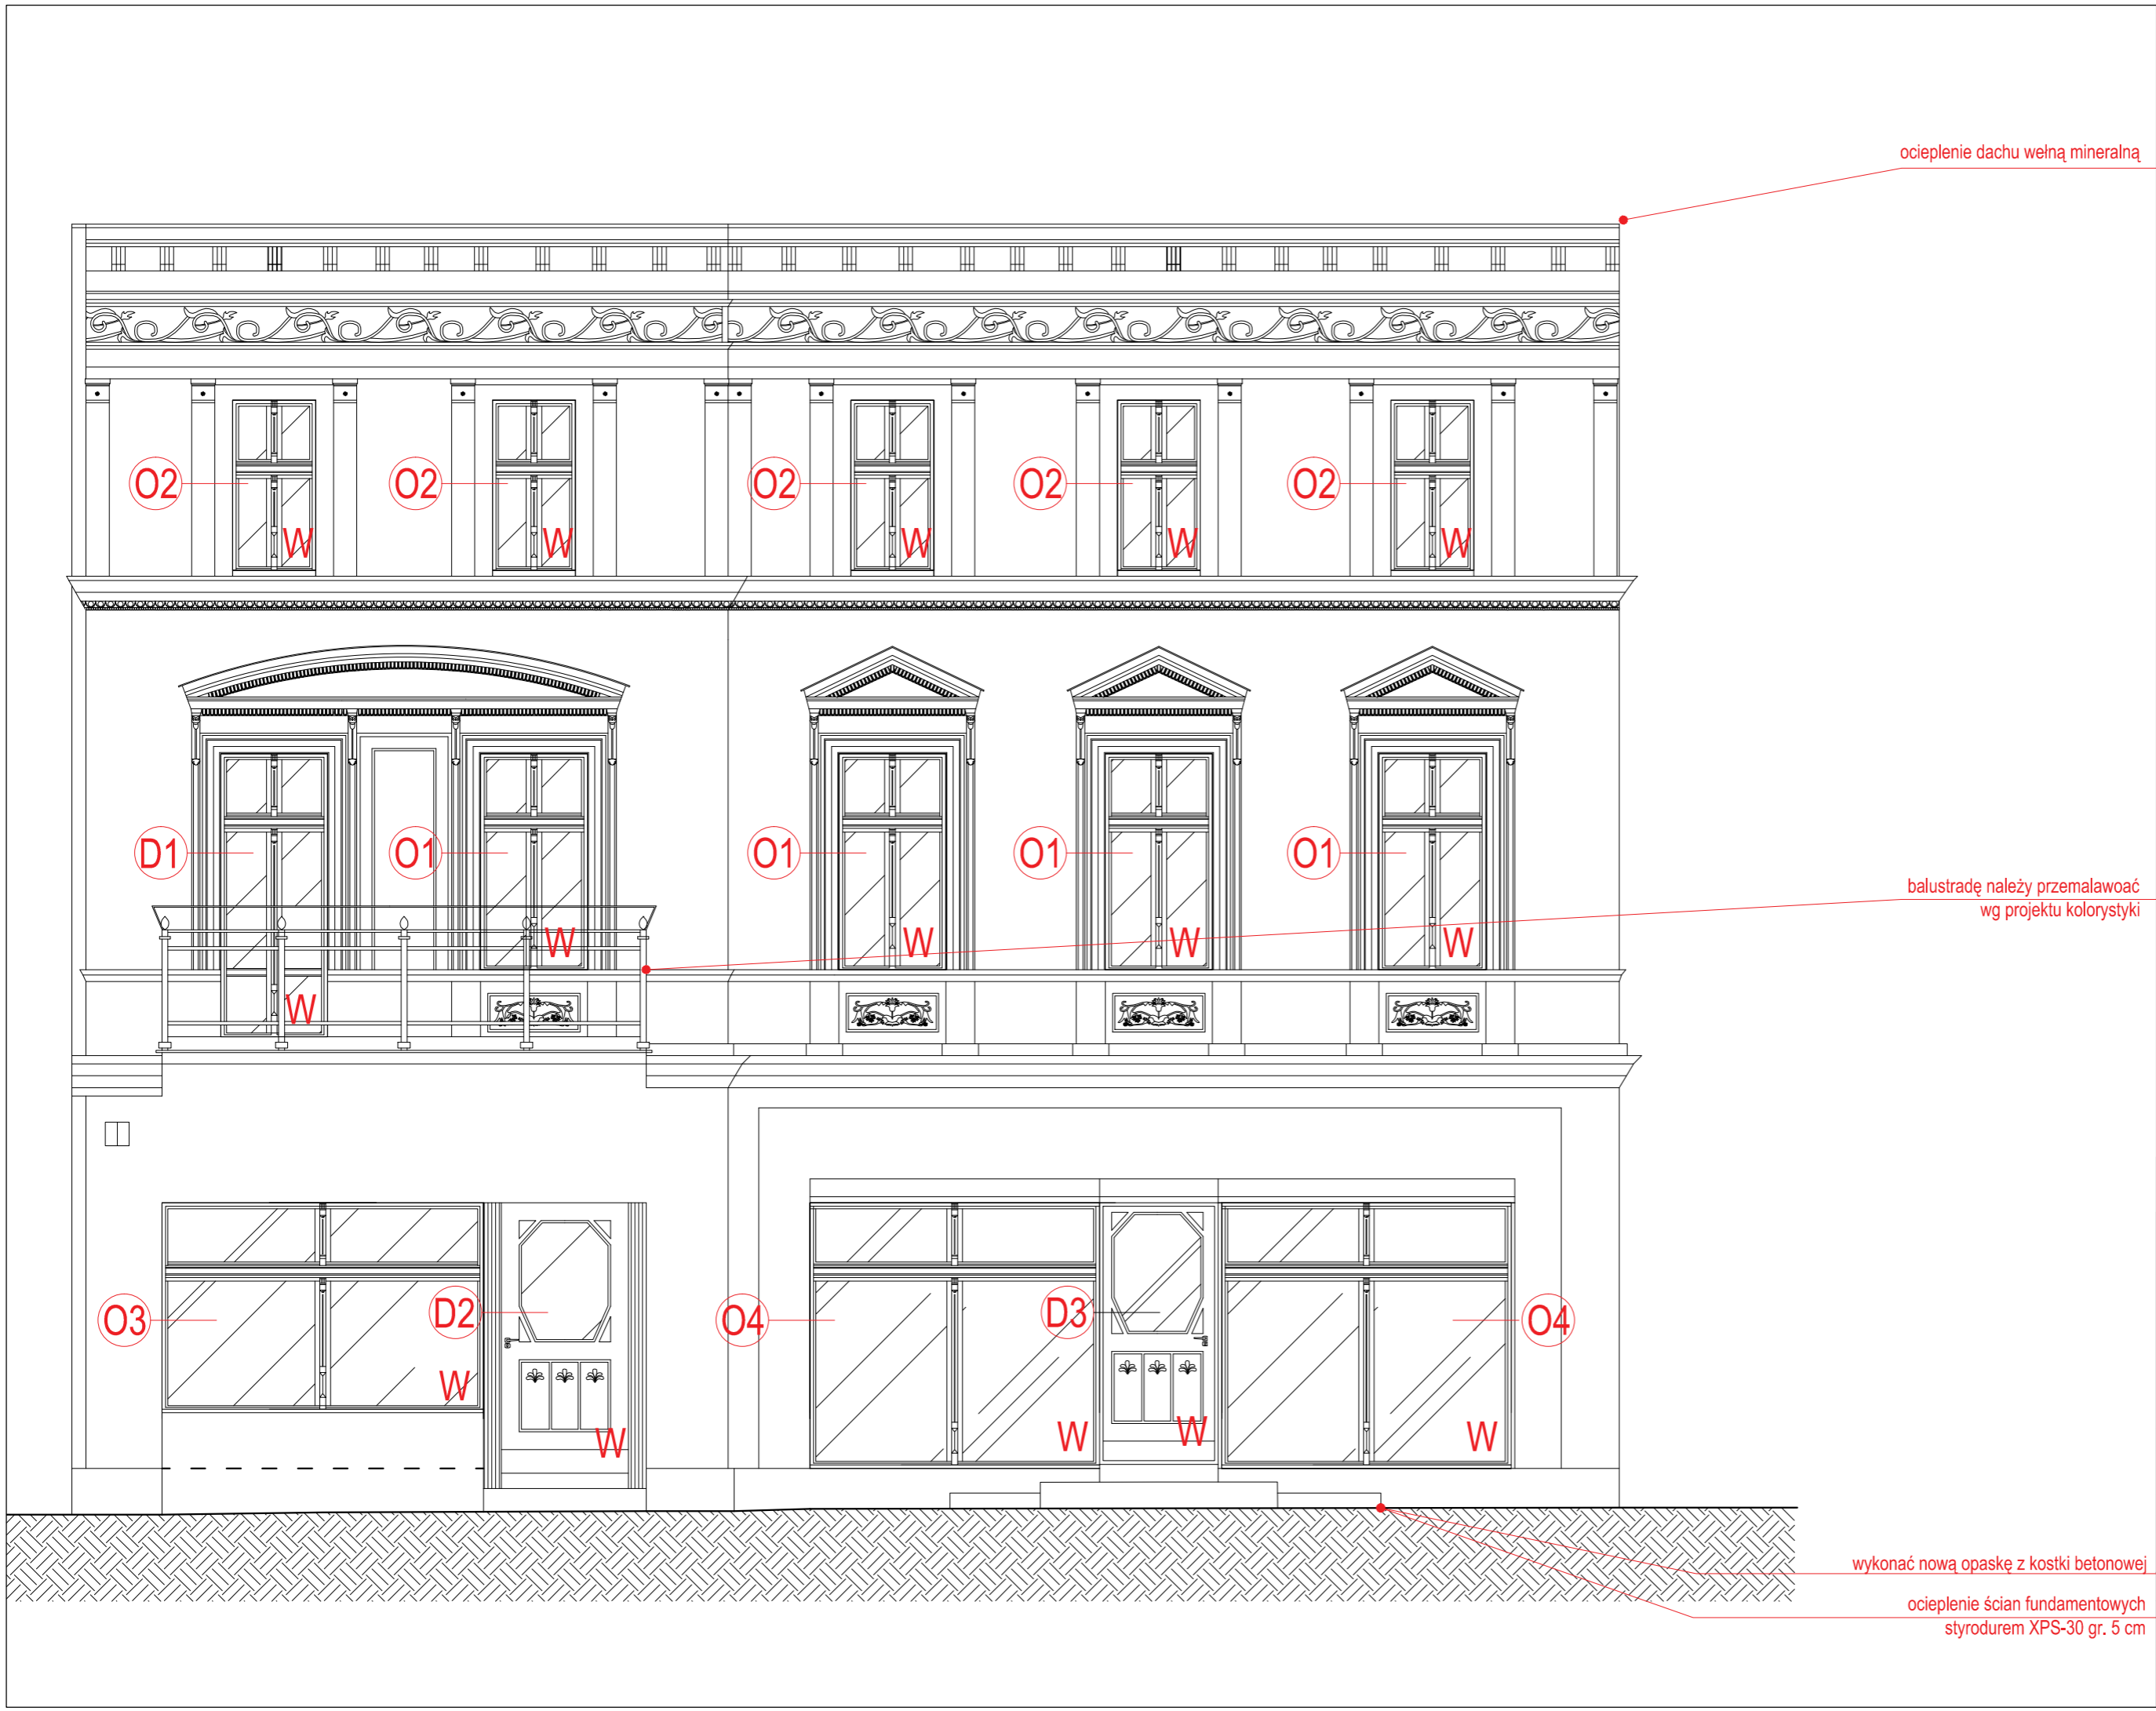 ocieplenie dachu wełną mineralną
O2 O2 O2 O2 O2
W W W W W
D1 O1 O1 O1 O1
balustradę należy przemalawoać
wg projektu kolorystyki
W W W W
W
O3 D2 O4 D3 O4
W
W W W W
wykonać nową opaskę z kostki betonowej
ocieplenie ścian fundamentowych
styrodurem XPS-30 gr. 5 cm